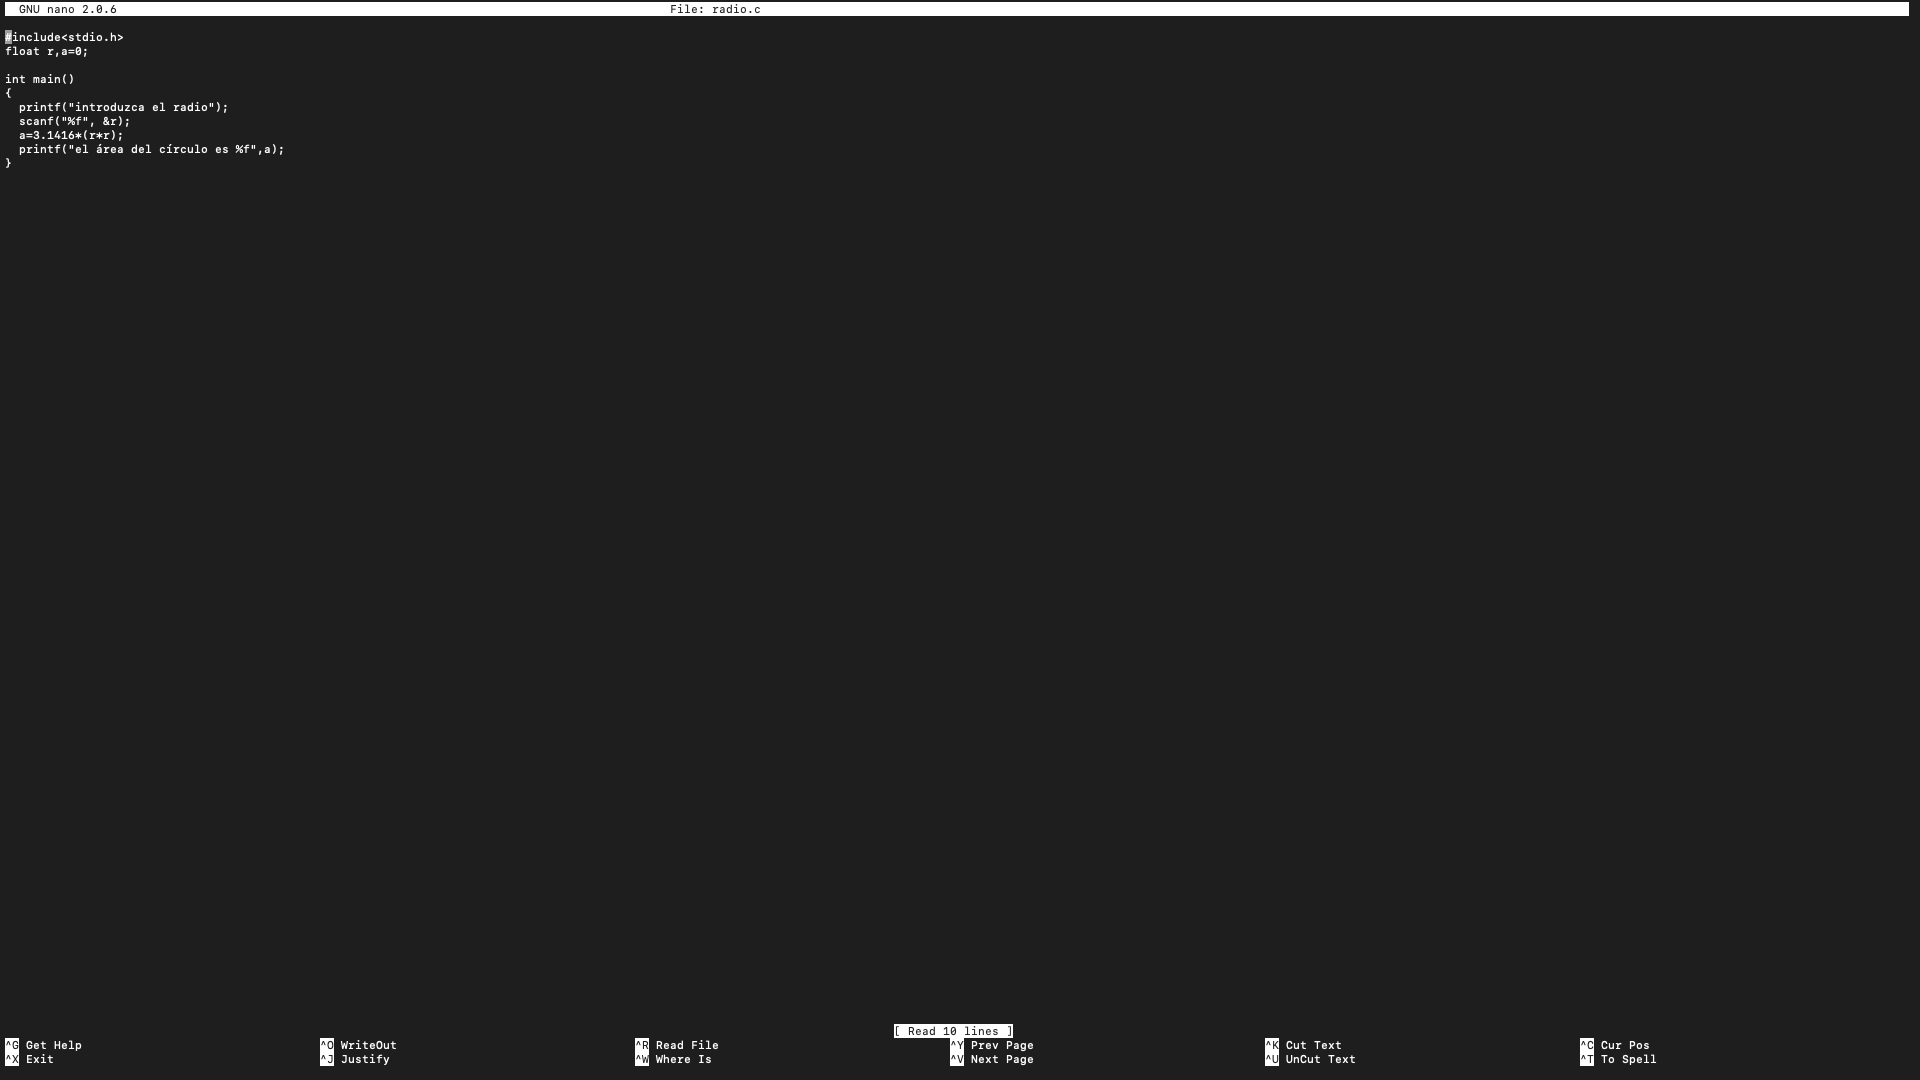 GNU nano 2.0.6 File: radio.c
#include<stdio.h>
float r,a=0;
int main()
{
  printf("introduzca el radio");
  scanf("%f", &r);
  a=3.1416*(r*r);
  printf("el área del círculo es %f",a);
}
[ Read 10 lines ]
^G Get Help ^O WriteOut ^R Read File ^Y Prev Page ^K Cut Text ^C Cur Pos
^X Exit ^J Justify ^W Where Is ^V Next Page ^U UnCut Text ^T To Spell